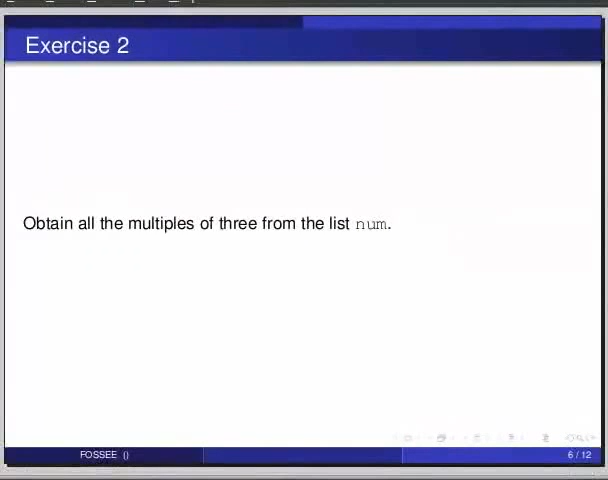 Exercise 2
Obtain all the multiples of three from the list num.
FOSSEE ()
6 / 12